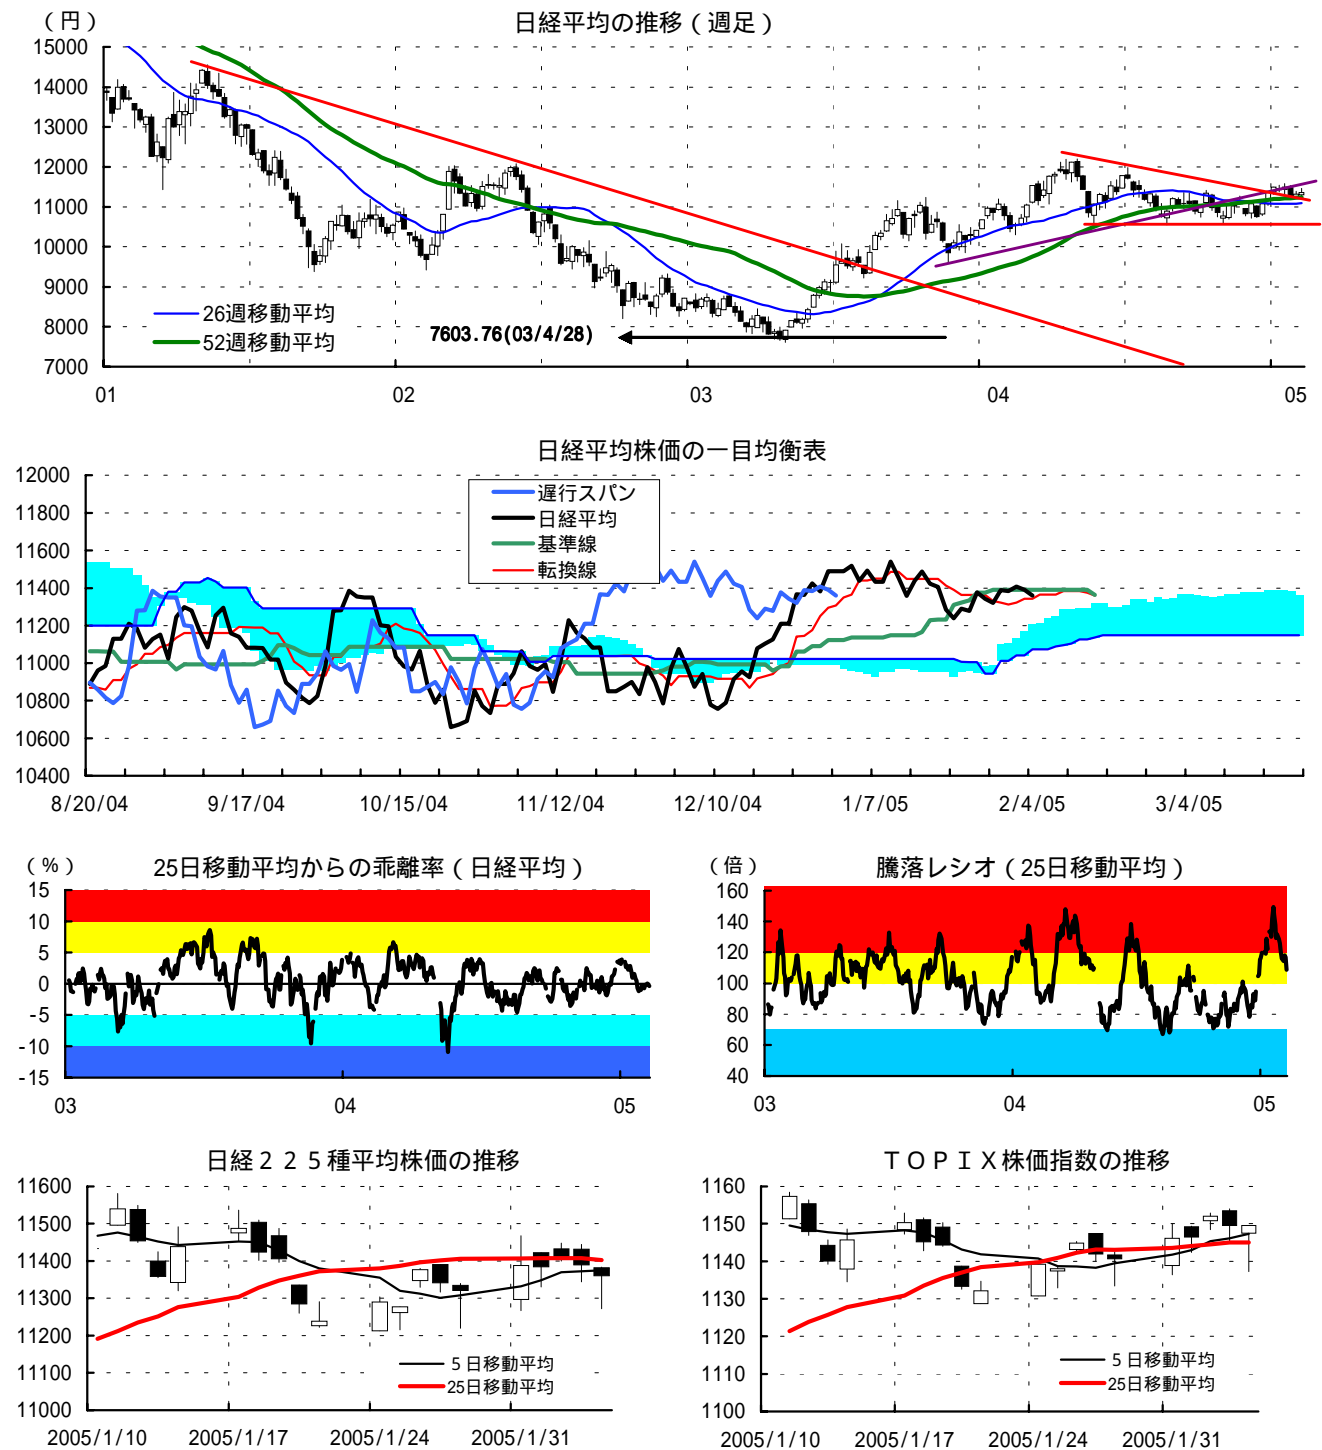 （円）
日経平均の推移（週足）
15000
14000
13000
12000
11000
10000
9000
8000
7000
26週移動平均
52週移動平均
7603.76(03/4/28)
01 02 03 04 05
日経平均株価の一目均衡表
12000
11800
11600
11400
11200
11000
10800
10600
10400
遅行スパン
日経平均
基準線
転換線
8/20/04 9/17/04 10/15/04 11/12/04 12/10/04 1/7/05 2/4/05 3/4/05
（％）
25日移動平均からの乖離率（日経平均）
15
10
5
0
-5
-10
-15
03 04 05
（倍）
騰落レシオ（25日移動平均）
160
140
120
100
80
60
40
03 04 05
日経２２５種平均株価の推移
11600
11500
11400
11300
11200
11100
11000
５日移動平均
25日移動平均
2005/1/10 2005/1/17 2005/1/24 2005/1/31
ＴＯＰＩＸ株価指数の推移
1160
1150
1140
1130
1120
1110
1100
５日移動平均
25日移動平均
2005/1/10 2005/1/17 2005/1/24 2005/1/31